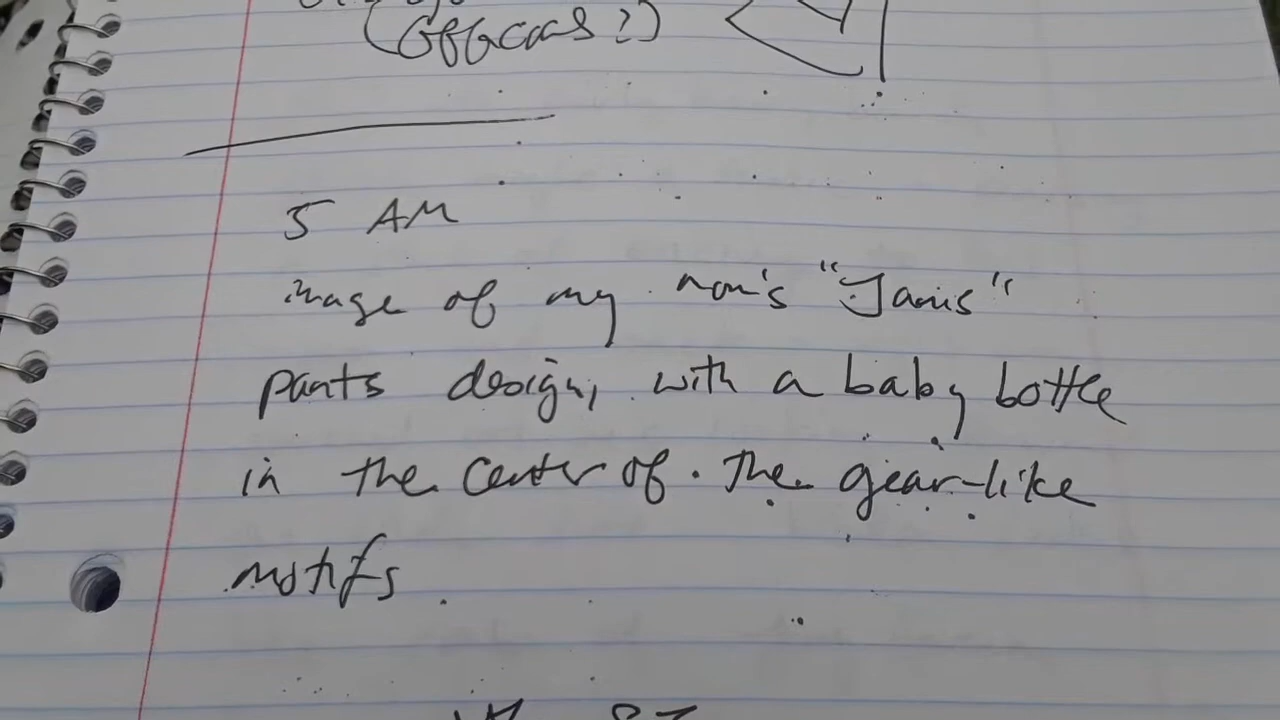 5 AM
image of my mom's "Janis"
pants design, with a baby bottle
in the center of the gear-like
motifs